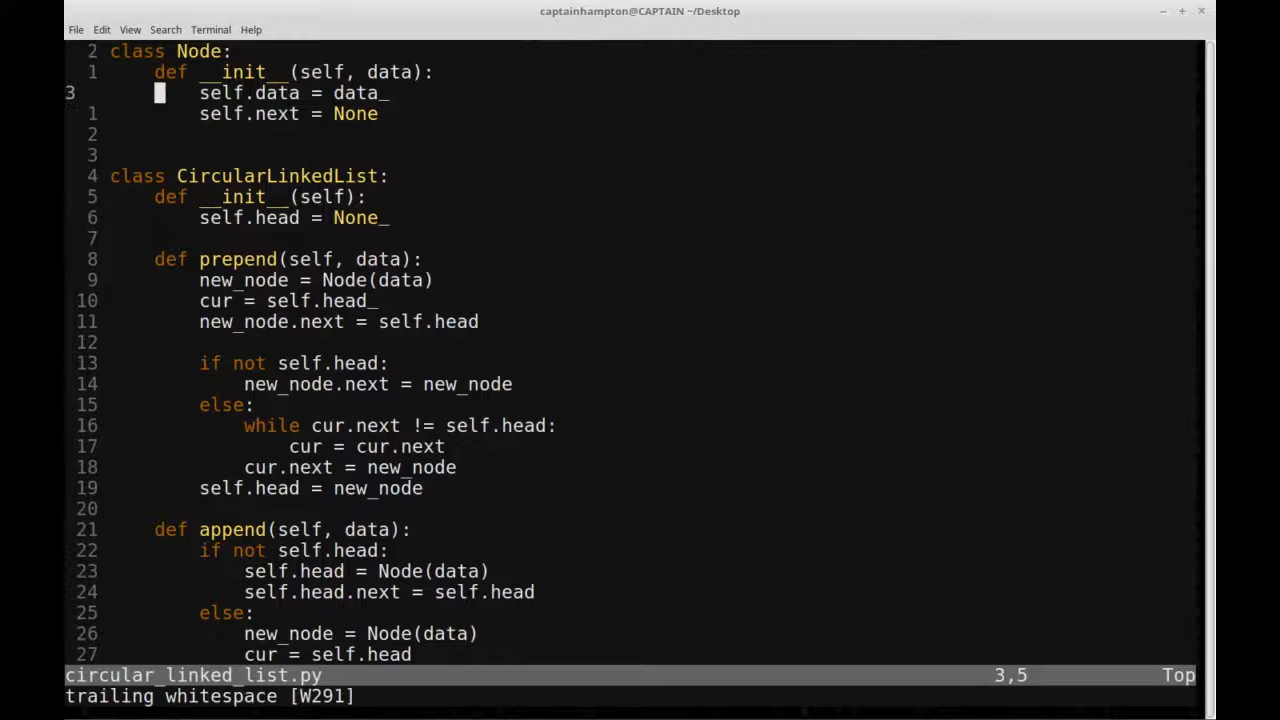 captainhampton@CAPTAIN ~/Desktop
File Edit View Search Terminal Help
2 class Node:
1     def __init__(self, data):
3         self.data = data_
1         self.next = None
2
3
4 class CircularLinkedList:
5     def __init__(self):
6         self.head = None_
7
8     def prepend(self, data):
9         new_node = Node(data)
10         cur = self.head_
11         new_node.next = self.head
12
13         if not self.head:
14             new_node.next = new_node
15         else:
16             while cur.next != self.head:
17                 cur = cur.next
18             cur.next = new_node
19         self.head = new_node
20
21     def append(self, data):
22         if not self.head:
23             self.head = Node(data)
24             self.head.next = self.head
25         else:
26             new_node = Node(data)
27             cur = self.head
circular_linked_list.py 3,5 Top
trailing whitespace [W291]